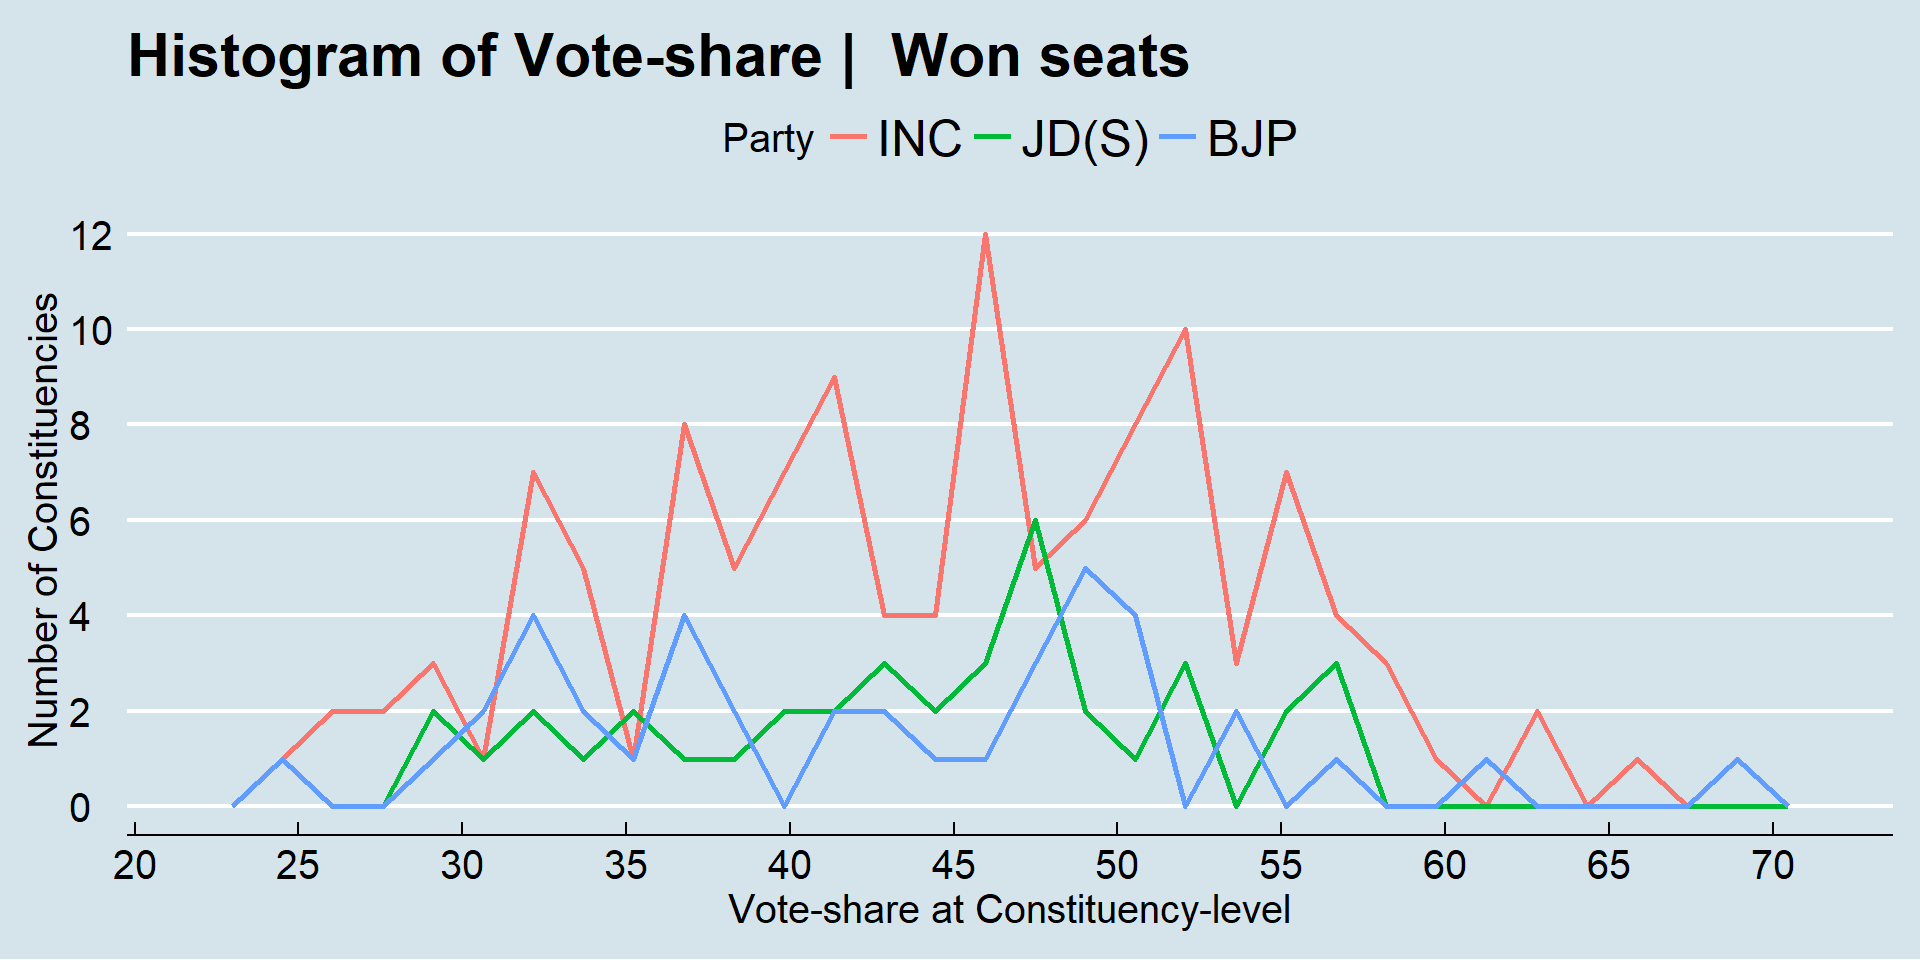 Histogram of Vote-share |  Won seats
Party INC JD(S) BJP
12
10
8
6
4
2
0
Number of Constituencies
20 25 30 35 40 45 50 55 60 65 70
Vote-share at Constituency-level